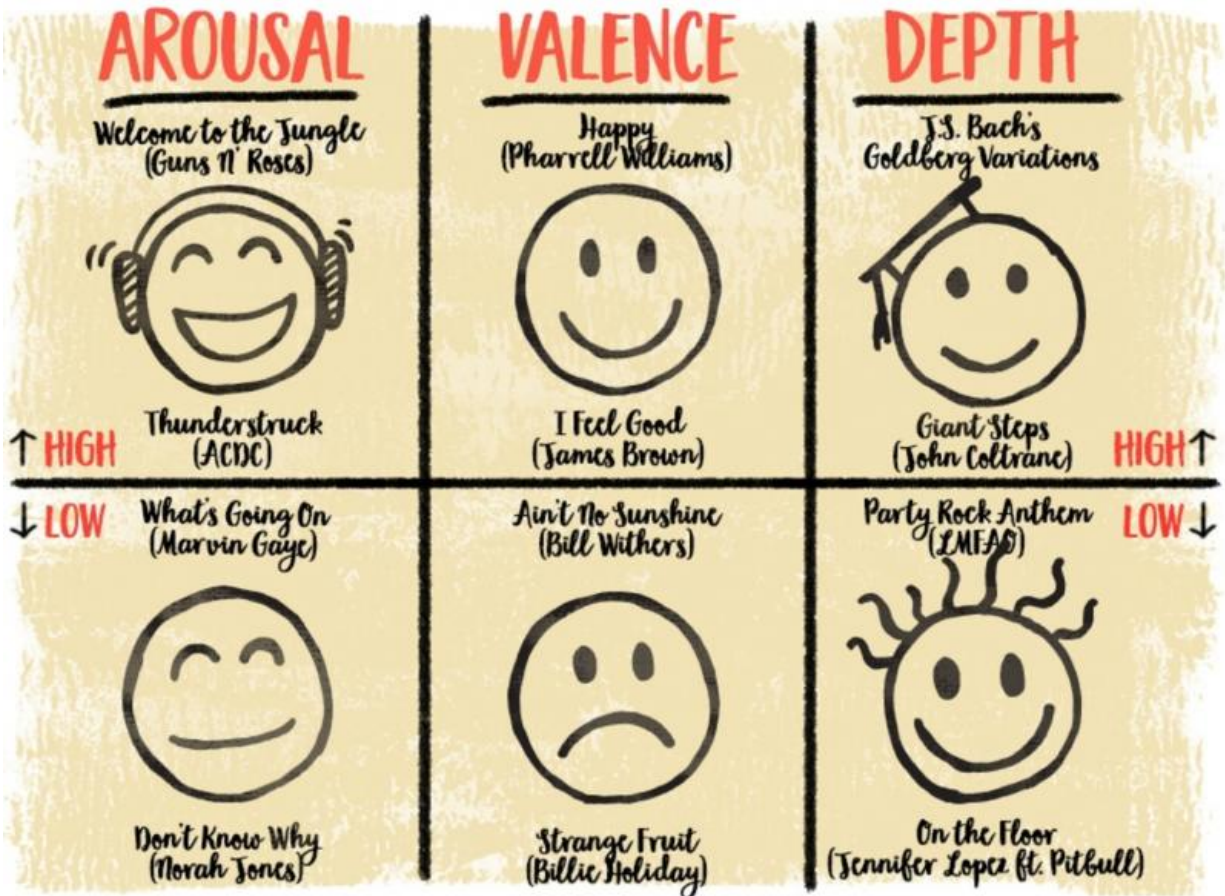 AROUSAL
VALENCE
DEPTH
Welcome to the Jungle
(Guns N' Roses)
Happy
(Pharrell Williams)
J.S. Bach's
Goldberg Variations
Thunderstruck
(ACDC)
I Feel Good
(James Brown)
Giant Steps
(John Coltrane)
↑ HIGH
HIGH ↑
↓ LOW
What's Going On
(Marvin Gaye)
Ain't No Sunshine
(Bill Withers)
Party Rock Anthem
(LMFAO)
LOW ↓
Don't Know Why
(Norah Jones)
Strange Fruit
(Billie Holiday)
On the Floor
(Jennifer Lopez ft. Pitbull)